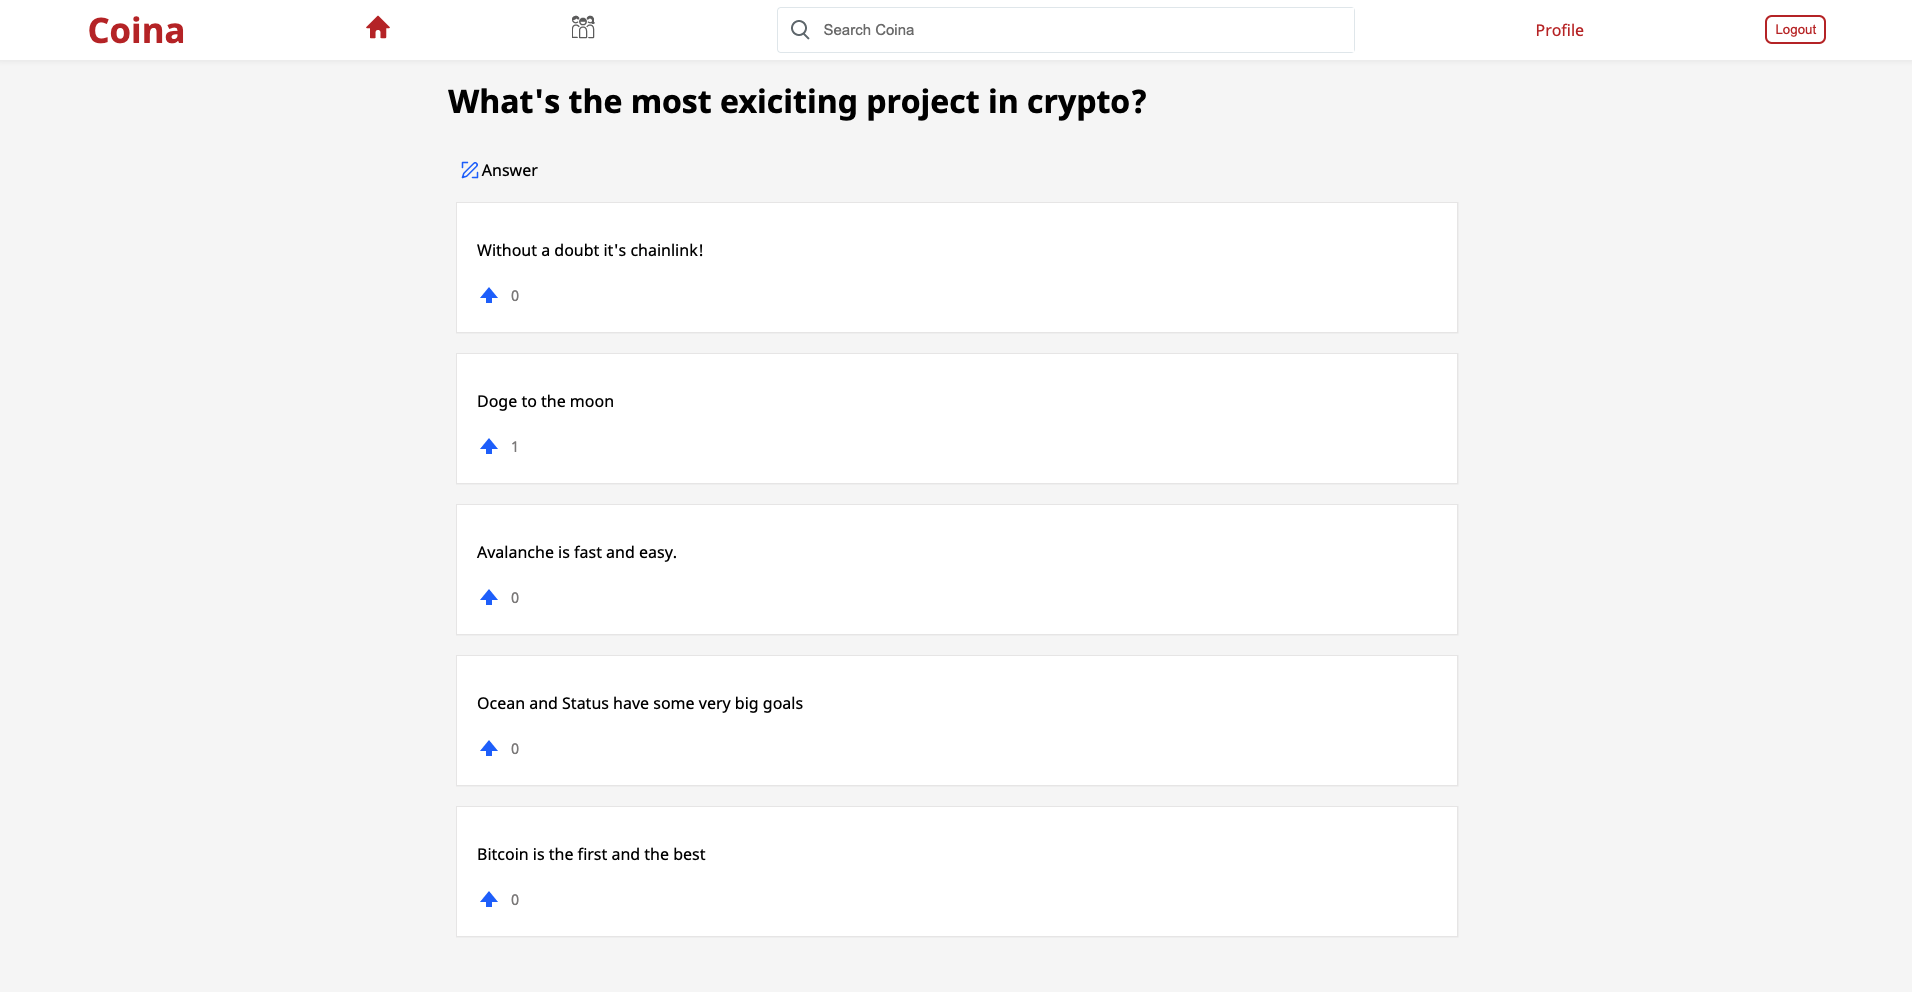 Coina
Search Coina
Profile
Logout
What's the most exiciting project in crypto?
Answer
Without a doubt it's chainlink!
0
Doge to the moon
1
Avalanche is fast and easy.
0
Ocean and Status have some very big goals
0
Bitcoin is the first and the best
0